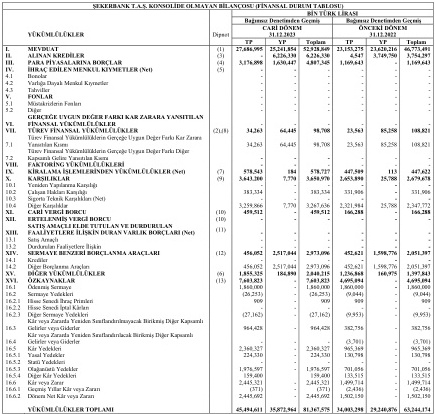 ŞEKERBANK T.A.Ş. KONSOLİDE OLMAYAN BİLANÇOSU (FİNANSAL DURUM TABLOSU)
BİN TÜRK LİRASI
Bağımsız Denetimden Geçmiş Bağımsız Denetimden Geçmiş
CARİ DÖNEM ÖNCEKİ DÖNEM
YÜKÜMLÜLÜKLER Dipnot 31.12.2023 31.12.2022
TP YP Toplam TP YP Toplam
I. MEVDUAT (1) 27,686,995 25,241,854 52,928,849 23,153,275 23,620,216 46,773,491
II. ALINAN KREDİLER (3) - 6,226,330 6,226,330 4,547 3,749,750 3,754,297
III. PARA PİYASALARINA BORÇLAR (4) 3,176,898 1,630,447 4,807,345 1,169,643 - 1,169,643
IV. İHRAÇ EDİLEN MENKUL KIYMETLER (Net) (5) - - - - - -
4.1 Bonolar - - - - - -
4.2 Varlığa Dayalı Menkul Kıymetler - - - - - -
4.3 Tahviller - - - - - -
V. FONLAR - - - - - -
5.1 Müstakrizlerin Fonları - - - - - -
5.2 Diğer - - - - - -
GERÇEĞE UYGUN DEĞER FARKI KAR ZARARA YANSITILAN
VI. FİNANSAL YÜKÜMLÜLÜKLER - - - - - -
VII. TÜREV FİNANSAL YÜKÜMLÜLÜKLER (2),(8) 34,263 64,445 98,708 23,563 85,258 108,821
Türev Finansal Yükümlülüklerin Gerçeğe Uygun Değer Farkı Kar Zarara
7.1 Yansıtılan Kısmı 34,263 64,445 98,708 23,563 85,258 108,821
Türev Finansal Yükümlülüklerin Gerçeğe Uygun Değer Farkı Diğer
7.2 Kapsamlı Gelire Yansıtılan Kısmı - - - - - -
VIII. FAKTORİNG YÜKÜMLÜLÜKLERİ - - - - - -
IX. KİRALAMA İŞLEMLERİNDEN YÜKÜMLÜLÜKLER (Net) (7) 578,543 184 578,727 447,509 113 447,622
X. KARŞILIKLAR (9) 3,643,200 7,770 3,650,970 2,653,890 25,788 2,679,678
10.1 Yeniden Yapılanma Karşılığı - - - - - -
10.2 Çalışan Hakları Karşılığı 383,334 - 383,334 331,906 - 331,906
10.3 Sigorta Teknik Karşılıkları (Net) - - - - - -
10.4 Diğer Karşılıklar 3,259,866 7,770 3,267,636 2,321,984 25,788 2,347,772
XI. CARİ VERGİ BORCU (10) 459,512 - 459,512 166,288 - 166,288
XII. ERTELENMİŞ VERGİ BORCU (10) - - - - - -
SATIŞ AMAÇLI ELDE TUTULAN VE DURDURULAN
XIII. FAALİYETLERE İLİŞKİN DURAN VARLIK BORÇLARI (Net) (11) - - - - - -
13.1 Satış Amaçlı - - - - - -
13.2 Durdurulan Faaliyetlere İlişkin - - - - - -
XIV. SERMAYE BENZERİ BORÇLANMA ARAÇLARI (12) 456,052 2,517,044 2,973,096 452,621 1,598,776 2,051,397
14.1 Krediler - - - - - -
14.2 Diğer Borçlanma Araçları 456,052 2,517,044 2,973,096 452,621 1,598,776 2,051,397
XV. DİĞER YÜKÜMLÜLÜKLER (6) 1,855,325 184,890 2,040,215 1,236,868 160,975 1,397,843
XVI. ÖZKAYNAKLAR (13) 7,603,823 - 7,603,823 4,695,094 - 4,695,094
16.1 Ödenmiş Sermaye 1,860,000 - 1,860,000 1,860,000 - 1,860,000
16.2 Sermaye Yedekleri (26,253) - (26,253) (9,044) - (9,044)
16.2.1 Hisse Senedi İhraç Primleri 909 - 909 909 - 909
16.2.2 Hisse Senedi İptal Kârları - - - - - -
16.2.3 Diğer Sermaye Yedekleri (27,162) - (27,162) (9,953) - (9,953)
Kâr veya Zararda Yeniden Sınıflandırılmayacak Birikmiş Diğer Kapsamlı
16.3 Gelirler veya Giderler 964,428 - 964,428 382,756 - 382,756
Kâr veya Zararda Yeniden Sınıflandırılacak Birikmiş Diğer Kapsamlı
16.4 Gelirler veya Giderler - - - (3,701) - (3,701)
16.5 Kâr Yedekleri 2,360,327 - 2,360,327 965,369 - 965,369
16.5.1 Yasal Yedekler 224,330 - 224,330 130,798 - 130,798
16.5.2 Statü Yedekleri - - - - - -
16.5.3 Olağanüstü Yedekler 1,976,597 - 1,976,597 701,056 - 701,056
16.5.4 Diğer Kâr Yedekleri 159,400 - 159,400 133,515 - 133,515
16.6 Kâr veya Zarar 2,445,321 - 2,445,321 1,499,714 - 1,499,714
16.6.1 Geçmiş Yıllar Kâr veya Zararı (371) - (371) (2,436) - (2,436)
16.6.2 Dönem Net Kâr veya Zararı 2,445,692 - 2,445,692 1,502,150 - 1,502,150
YÜKÜMLÜLÜKLER TOPLAMI 45,494,611 35,872,964 81,367,575 34,003,298 29,240,876 63,244,174